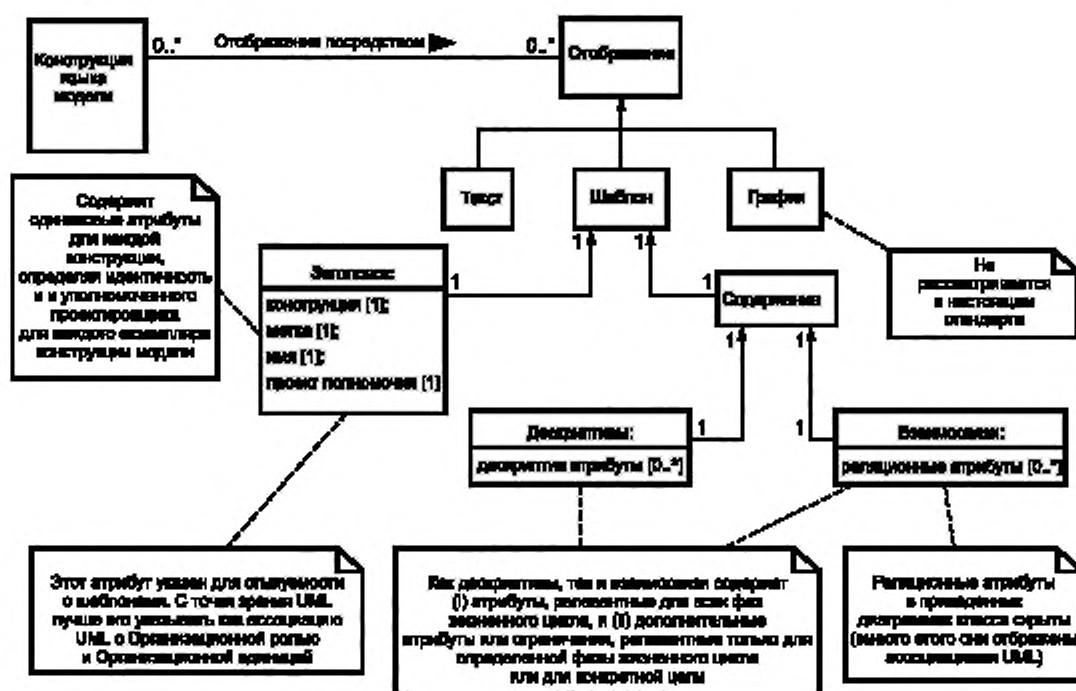 Конструкция
языка
модели
0..*
Отображения посредством
0..*
Отображение
Текст
Шаблон
График
Содержит
одинаковые атрибуты
для каждой
конструкции,
определяя идентичность
и и уполномоченного
проектировщика
для каждого экземпляра
конструкции модели
Не
рассматривается
в настоящем
стандарте
1
1
1
1
Заголовок:
конструкция [1];
метка [1];
имя [1];
проект полномочия [1]
Содержание
1
1
1
1
Дескриптивы:
дескриптив атрибуты [0..*]
Взаимосвязи:
реляционные атрибуты [0..*]
Этот атрибут указан для
с шаблонами. С точки зрения UML
лучше его указывать как ассоциацию
UML с Организационной ролью
и Организационной единицей
Как дескриптивы, так и взаимосвязи содержат
(i) атрибуты, релевантные для всех фаз
жизненного цикла, и (ii) дополнительные
атрибуты или ограничения, релевантные только для
определенной фазы жизненного цикла
или для конкретной цели
Реляционные атрибуты
в приведенных
диаграммах класса скрыты
(вместо этого они отображены
ассоциациями UML)